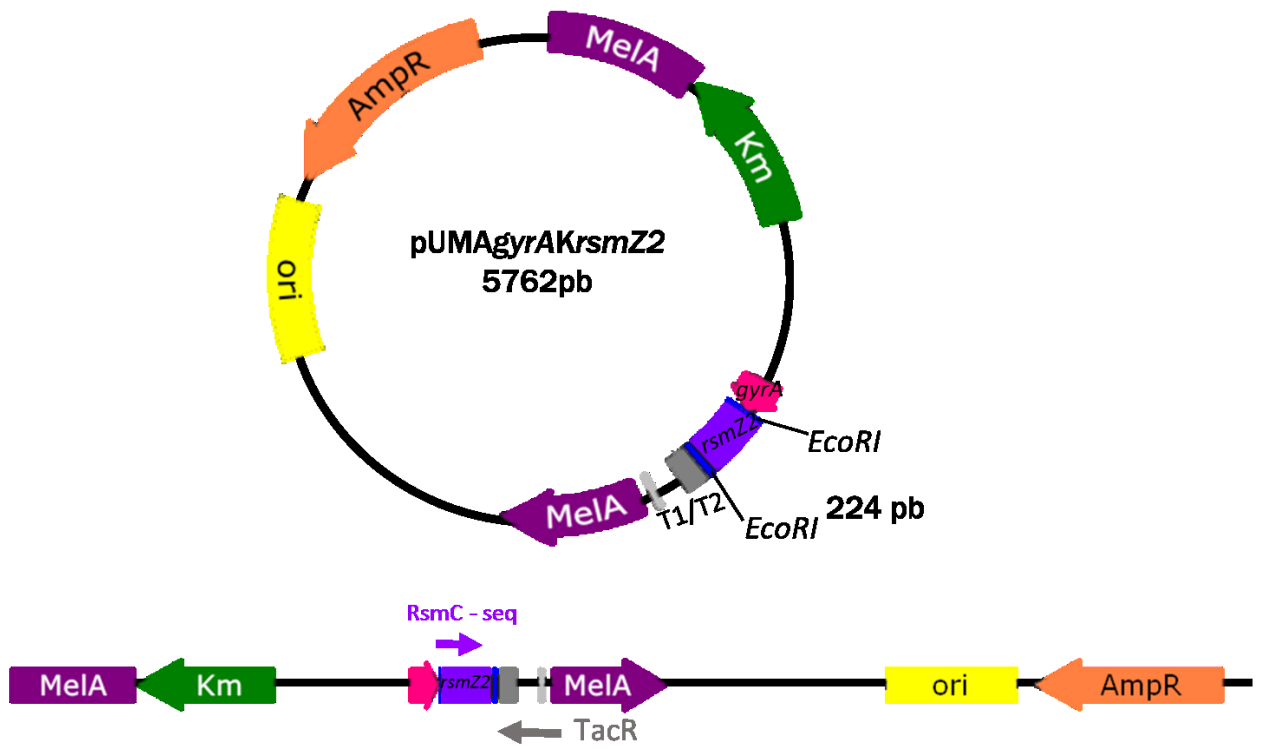 MelA
AmpR
Km
pUMAgyrAKrsmZ2
5762pb
ori
gyrA
rsmZ2
EcoRI
T1/T2
EcoRI
224 pb
MelA
RsmC - seq
MelA
Km
rsmZ2
MelA
ori
AmpR
TacR